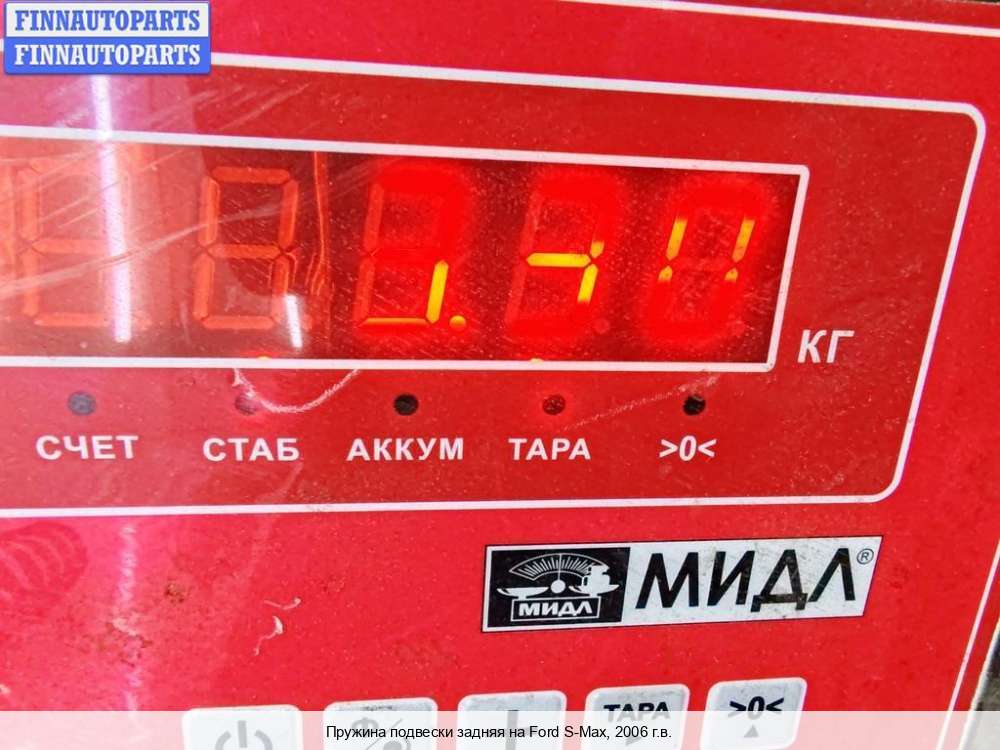 FINNAUTOPARTS
FINNAUTOPARTS
КГ
СЧЕТ СТАБ АККУМ ТАРА >0<
МИДЛ МИДЛ®
ТАРА >0<
Пружина подвески задняя на Ford S-Max, 2006 г.в.